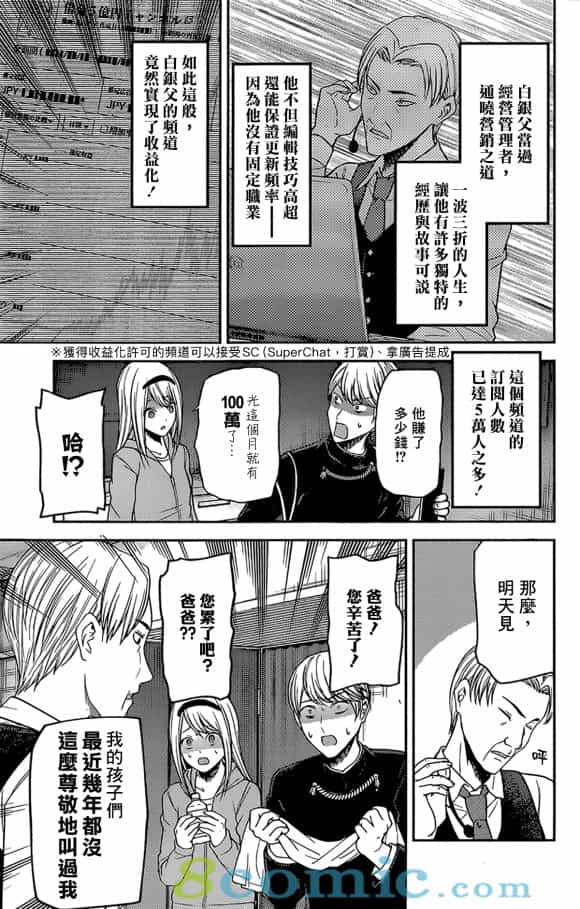 白銀父當過
經營管理者，
通曉營銷之道
一波三折的人生，
讓他有許多獨特的
經歷與故事可説
他不但編輯技巧高超
還能保證更新頻率──
因為他沒有固定職業
如此這般，
白銀父的頻道
竟然實現了收益化！
JPY
JPY
※獲得收益化許可的頻道可以接受SC（SuperChat，打賞）、拿廣告提成
這個頻道的
訂閱人數
已達5萬人之多！
他賺了
多少錢!?
光這個月就有
100
萬了…
哈!?
那麼，
明天見
呼
爸爸！
您辛苦了！
您累了吧？
爸爸??
我的孩子們
最近幾年都沒
這麼尊敬地叫過我
8comic.com